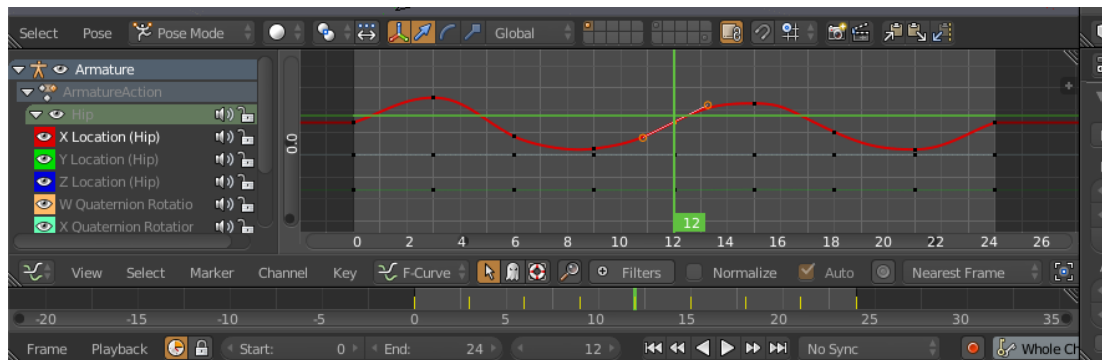 Select Pose Pose Mode Global
Armature
ArmatureAction
Hip
X Location (Hip)
Y Location (Hip)
Z Location (Hip)
W Quaternion Rotatio
X Quaternion Rotatior
0.0
12
0 2 4 6 8 10 12 14 16 18 20 22 24 26
View Select Marker Channel Key F-Curve Filters Normalize Auto Nearest Frame
-20 -15 -10 -5 0 5 10 15 20 25 30 35
Frame Playback Start: 0 End: 24 12 No Sync Whole Ch